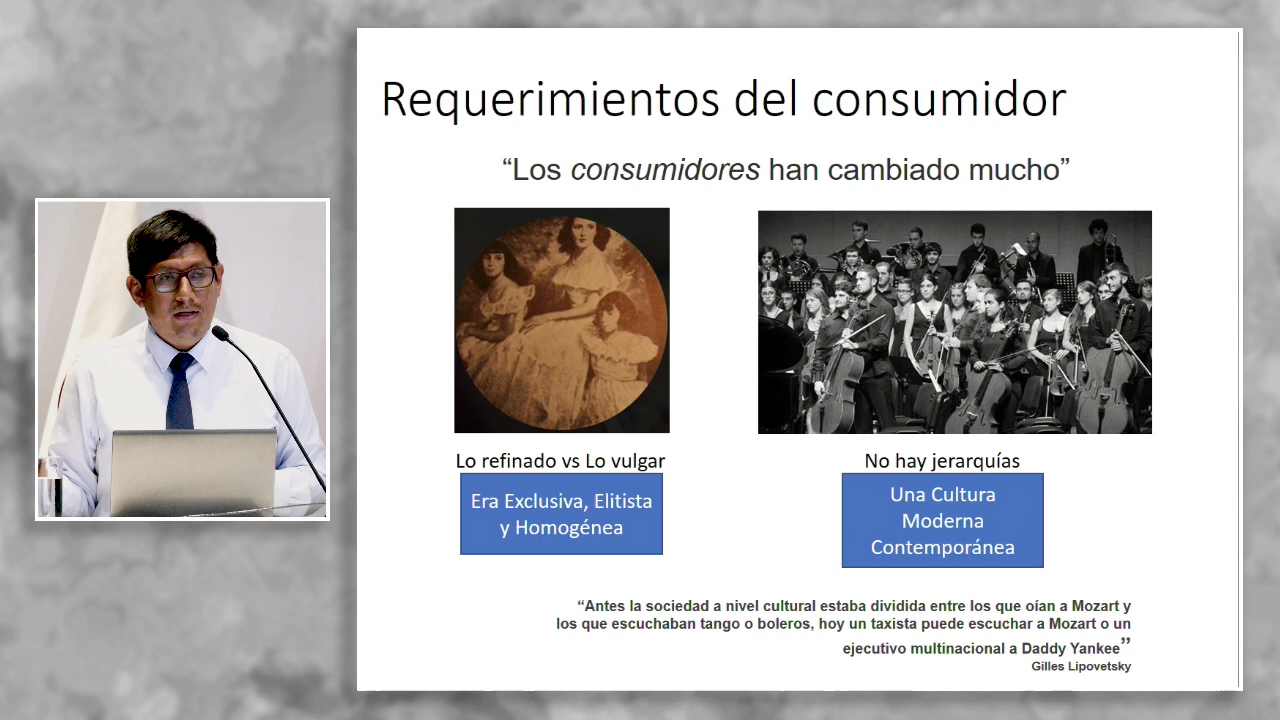 Requerimientos del consumidor
“Los consumidores han cambiado mucho”
Lo refinado vs Lo vulgar
Era Exclusiva, Elitista
y Homogénea
No hay jerarquías
Una Cultura
Moderna
Contemporánea
“Antes la sociedad a nivel cultural estaba dividida entre los que oían a Mozart y
los que escuchaban tango o boleros, hoy un taxista puede escuchar a Mozart o un
ejecutivo multinacional a Daddy Yankee”
Gilles Lipovetsky